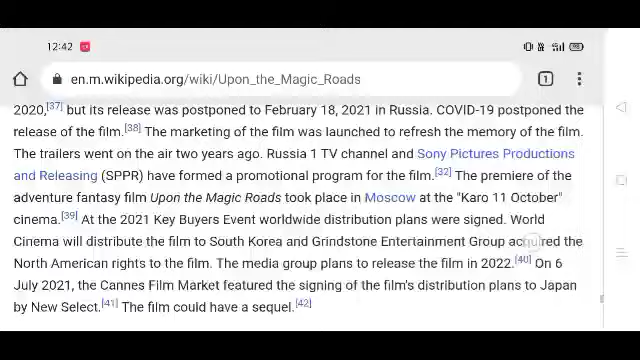 12:42
en.m.wikipedia.org/wiki/Upon_the_Magic_Roads
1
2020,[37] but its release was postponed to February 18, 2021 in Russia. COVID-19 postponed the
release of the film.[38] The marketing of the film was launched to refresh the memory of the film.
The trailers went on the air two years ago. Russia 1 TV channel and Sony Pictures Productions
and Releasing (SPPR) have formed a promotional program for the film.[32] The premiere of the
adventure fantasy film Upon the Magic Roads took place in Moscow at the "Karo 11 October"
cinema.[39] At the 2021 Key Buyers Event worldwide distribution plans were signed. World
Cinema will distribute the film to South Korea and Grindstone Entertainment Group acquired the
North American rights to the film. The media group plans to release the film in 2022.[40] On 6
July 2021, the Cannes Film Market featured the signing of the film's distribution plans to Japan
by New Select.[41] The film could have a sequel.[42]